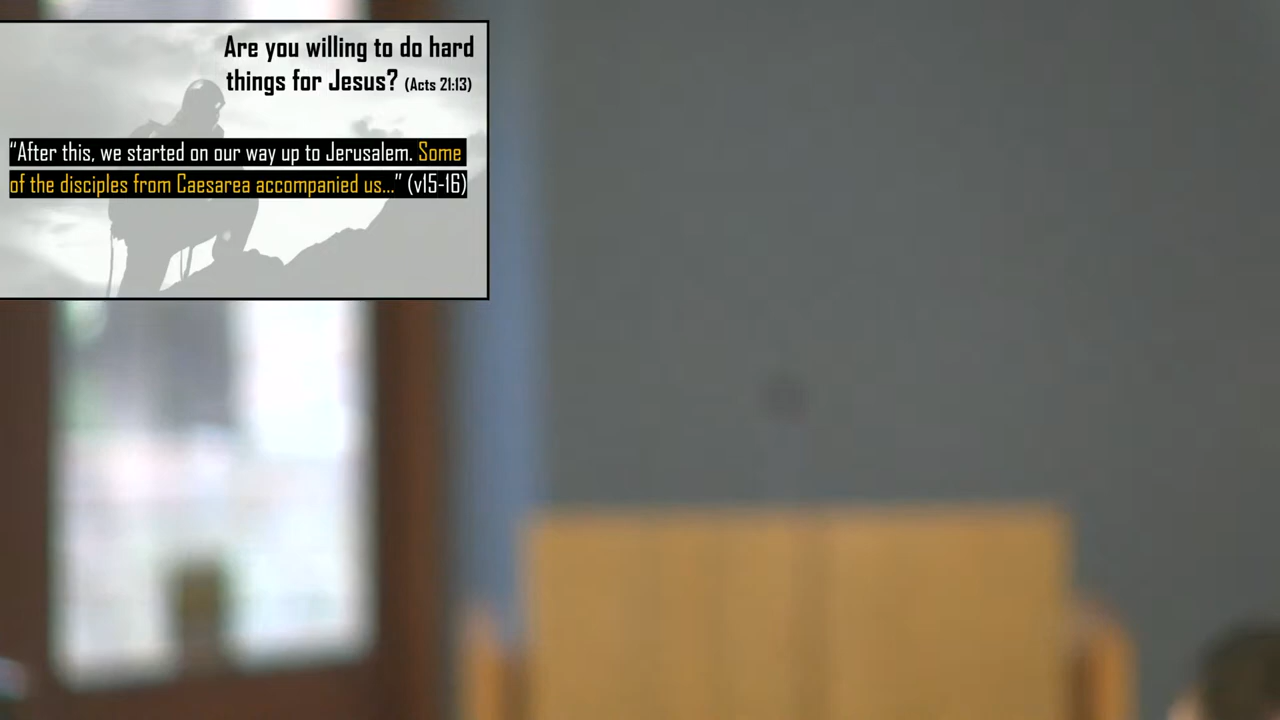 Are you willing to do hard
things for Jesus? (Acts 21:13)
“After this, we started on our way up to Jerusalem. Some
of the disciples from Caesarea accompanied us...” (v15-16)